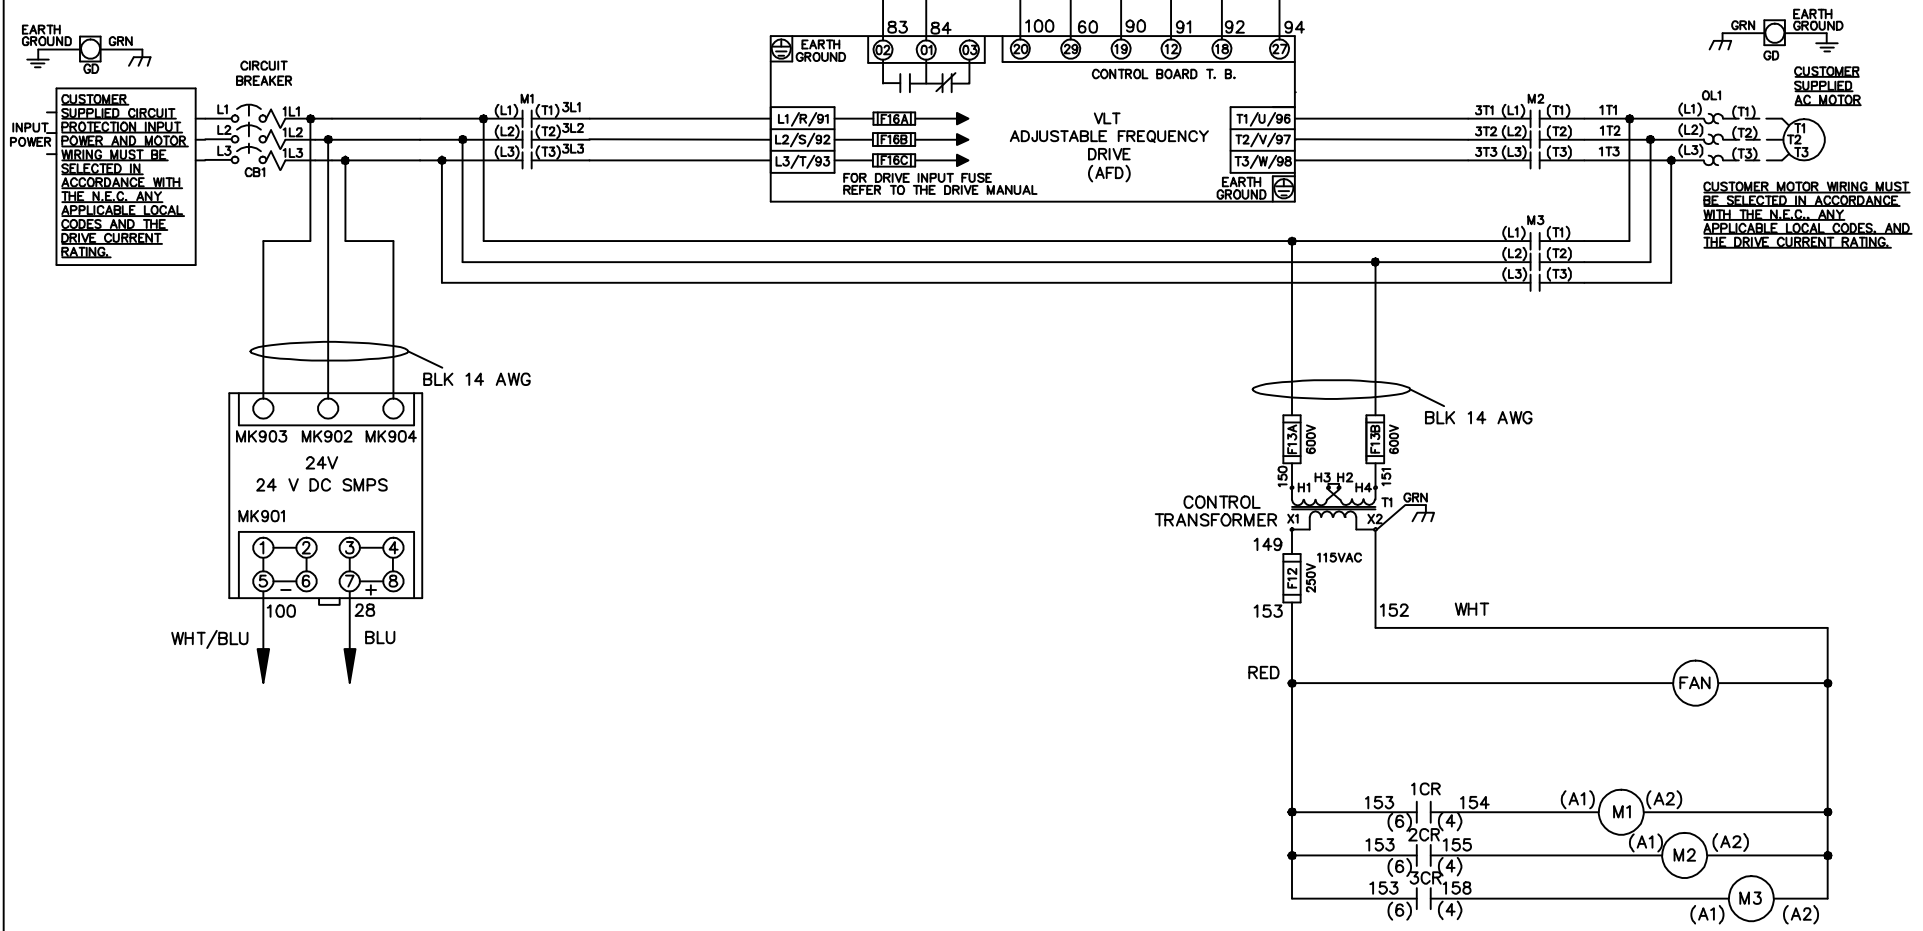 83
84
100
60
90
91
92
94
EARTH
GROUND
GRN
GD
EARTH
GROUND
02
01
03
20
29
19
12
18
27
CONTROL BOARD T. B.
GRN
EARTH
GROUND
GD
CUSTOMER
SUPPLIED
AC MOTOR
CIRCUIT
BREAKER
INPUT
POWER
CUSTOMER
SUPPLIED CIRCUIT
PROTECTION INPUT
POWER AND MOTOR
WIRING MUST BE
SELECTED IN
ACCORDANCE WITH
THE N.E.C. ANY
APPLICABLE LOCAL
CODES AND THE
DRIVE CURRENT
RATING.
L1
1L1
L2
1L2
L3
1L3
CB1
M1
(L1) (T1) 3L1
(L2) (T2) 3L2
(L3) (T3) 3L3
L1/R/91
L2/S/92
L3/T/93
F16A
F16B
F16C
FOR DRIVE INPUT FUSE
REFER TO THE DRIVE MANUAL
VLT
ADJUSTABLE FREQUENCY
DRIVE
(AFD)
T1/U/96
T2/V/97
T3/W/98
EARTH
GROUND
M2
3T1 (L1) (T1) 1T1
3T2 (L2) (T2) 1T2
3T3 (L3) (T3) 1T3
OL1
(L1) (T1)
(L2) (T2)
(L3) (T3)
T1
T2
T3
CUSTOMER MOTOR WIRING MUST
BE SELECTED IN ACCORDANCE
WITH THE N.E.C., ANY
APPLICABLE LOCAL CODES, AND
THE DRIVE CURRENT RATING.
M3
(L1) (T1)
(L2) (T2)
(L3) (T3)
BLK 14 AWG
MK903 MK902 MK904
24V
24 V DC SMPS
MK901
1 2 3 4
5 6 7 8
− +
100
28
WHT/BLU
BLU
BLK 14 AWG
F13A
600V
F13B
600V
150
151
H1
H3 H2
H4
T1
GRN
CONTROL
TRANSFORMER
X1
X2
149
115VAC
F12
250V
153
152
WHT
RED
FAN
1CR
153
154
(6) (4)
(A1) M1 (A2)
2CR
153
155
(6) (4)
(A1) M2 (A2)
3CR
153
158
(6) (4)
(A1) M3 (A2)